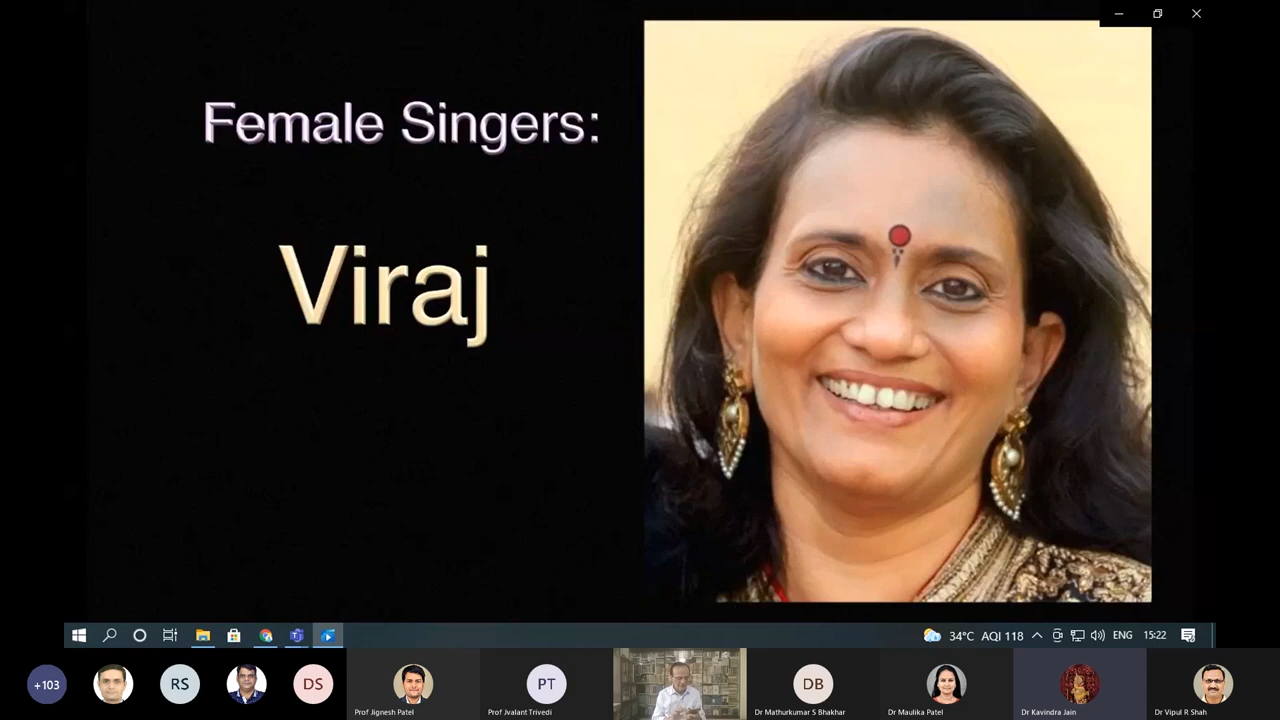 Female Singers:
Viraj
34°C AQI 118
ENG
15:22
+103
RS
DS
Prof Jignesh Patel
PT
Prof Jvalant Trivedi
DB
Dr Mathurkumar S Bhakhar
Dr Maulika Patel
Dr Kavindra Jain
Dr Vipul R Shah